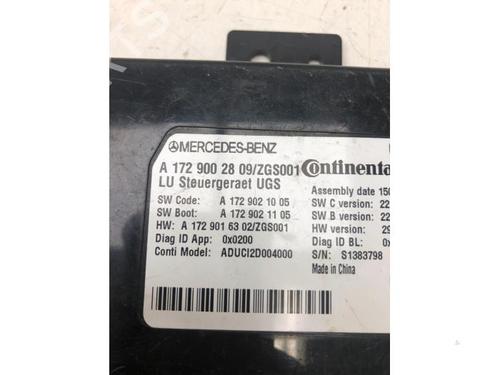 MERCEDES-BENZ
A 172 900 28 09/ZGS001 Continenta
LU Steuergeraet UGS
Assembly date 150
SW Code: A 172 902 10 05
SW C version: 22
SW Boot: A 172 902 11 05
SW B version: 22
HW: A 172 901 63 02/ZGS001
HW version: 29
Diag ID App: 0x0200
Diag ID BL: 0x
Conti Model: ADUCI2D004000
S/N: S1383798
Made in China